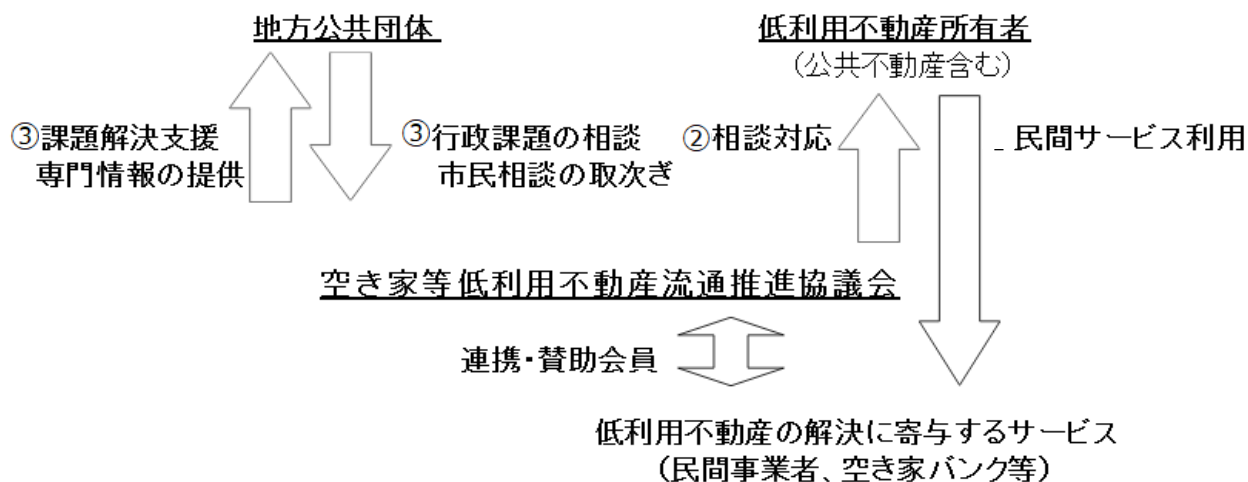 地方公共団体
低利用不動産所有者
(公共不動産含む)
③課題解決支援
専門情報の提供
③行政課題の相談
市民相談の取次ぎ
②相談対応
_ 民間サービス利用
空き家等低利用不動産流通推進協議会
連携・賛助会員
低利用不動産の解決に寄与するサービス
(民間事業者、空き家バンク等)